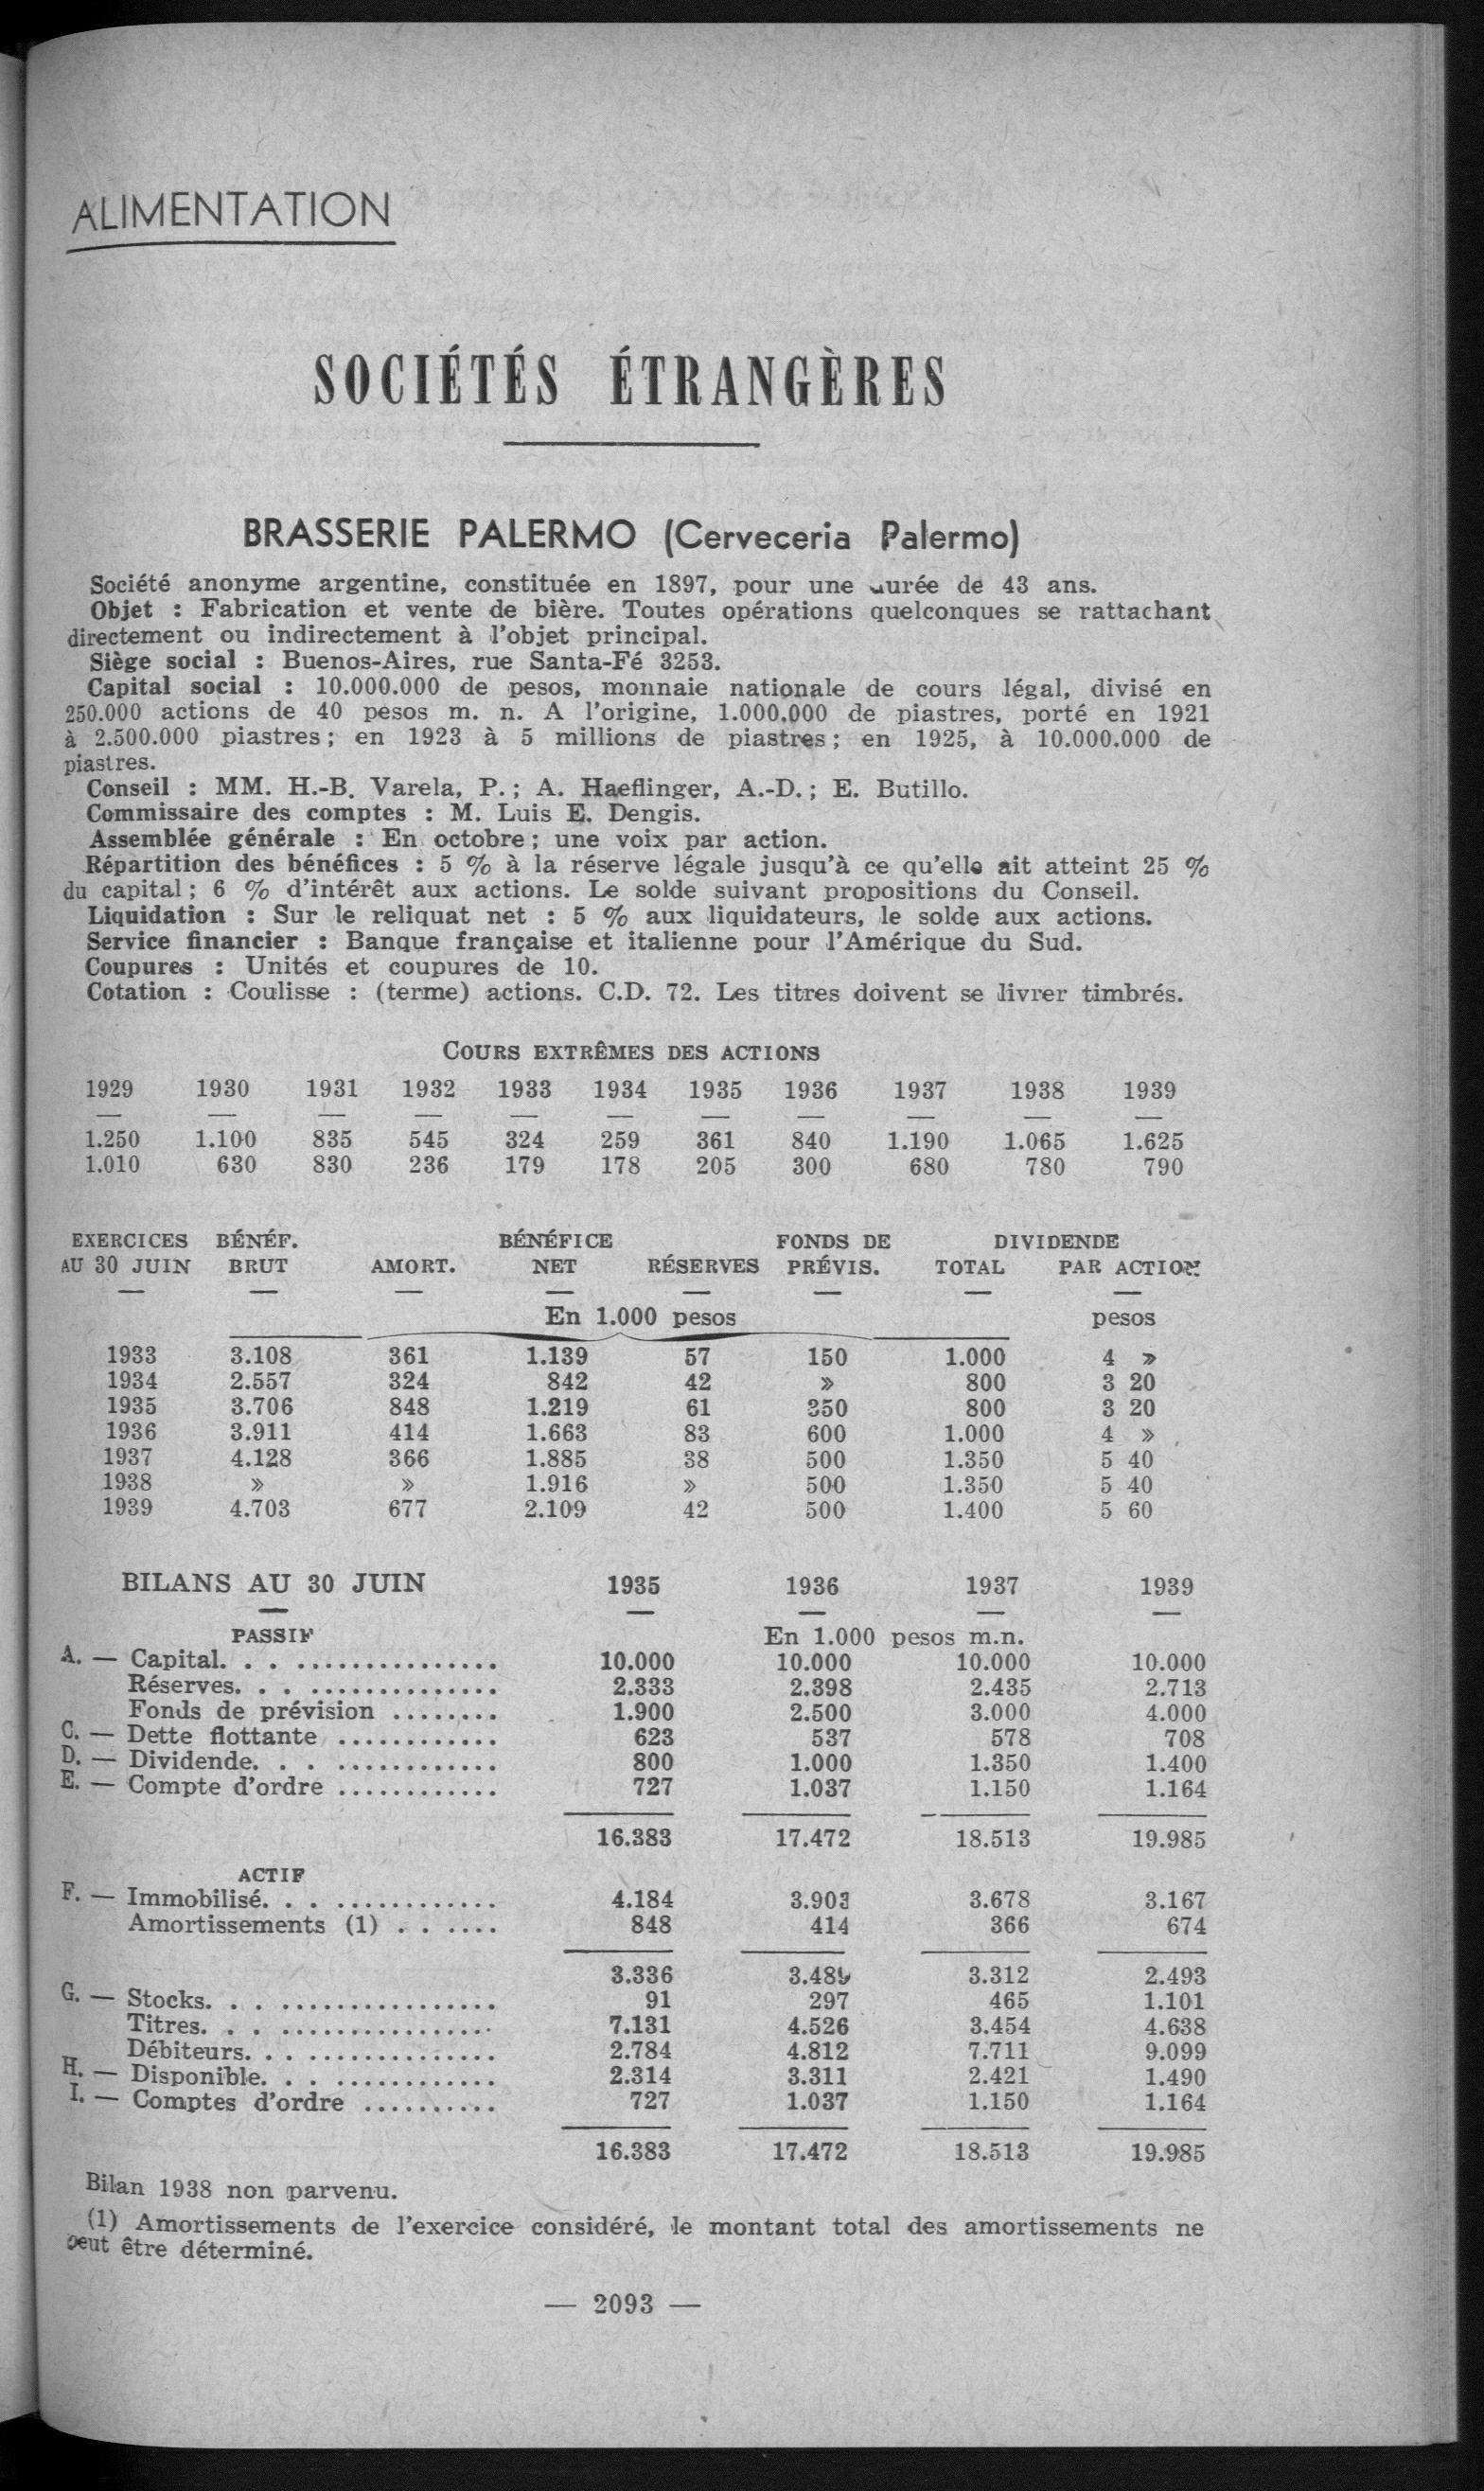 ALIMENTATION
SOCIÉTÉS ÉTRANGÈRES
BRASSERIE PALERMO (Cerveceria Palermo)
Société anonyme argentine, constituée en 1897, pour une durée de 43 ans.
Objet : Fabrication et vente de bière. Toutes opérations quelconques se rattachant
directement ou indirectement à l'objet principal.
Siège social : Buenos-Aires, rue Santa-Fé 3253.
Capital social : 10.000.000 de pesos, monnaie nationale de cours légal, divisé en
250.000 actions de 40 pesos m. n. A l'origine, 1.000.000 de piastres, porté en 1921
à 2.500.000 piastres; en 1923 à 5 millions de piastres; en 1925, à 10.000.000 de
piastres.
Conseil : MM. H.-B. Varela, P.; A. Haeflinger, A.-D.; E. Butillo.
Commissaire des comptes : M. Luis E. Dengis.
Assemblée générale : En octobre; une voix par action.
Répartition des bénéfices : 5 % à la réserve légale jusqu'à ce qu'elle ait atteint 25 %
du capital; 6 % d'intérêt aux actions. Le solde suivant propositions du Conseil.
Liquidation : Sur le reliquat net : 5 % aux liquidateurs, le solde aux actions.
Service financier : Banque française et italienne pour l'Amérique du Sud.
Coupures : Unités et coupures de 10.
Cotation : Coulisse : (terme) actions. C.D. 72. Les titres doivent se livrer timbrés.
COURS EXTRÊMES DES ACTIONS
1929 1930 1931 1932 1933 1934 1935 1936 1937 1938 1939
1.250 1.100 835 545 324 259 361 840 1.190 1.065 1.625
1.010 630 830 236 179 178 205 300 680 780 790
EXERCICES BÉNÉF. BÉNÉFICE FONDS DE DIVIDENDE
AU 30 JUIN BRUT AMORT. NET RÉSERVES PRÉVIS. TOTAL PAR ACTION
En 1.000 pesos pesos
1933 3.108 361 1.139 57 150 1.000 4 »
1934 2.557 324 842 42 » 800 3 20
1935 3.706 848 1.219 61 350 800 3 20
1936 3.911 414 1.663 83 600 1.000 4 »
1937 4.128 366 1.885 38 500 1.350 5 40
1938 » » 1.916 » 500 1.350 5 40
1939 4.703 677 2.109 42 500 1.400 5 60
BILANS AU 30 JUIN 1935 1936 1937 1939
PASSIF En 1.000 pesos m.n.
A. — Capital. . . ............... 10.000 10.000 10.000 10.000
Réserves. . . .............. 2.333 2.398 2.435 2.713
Fonds de prévision ........ 1.900 2.500 3.000 4.000
C. — Dette flottante ............ 623 537 578 708
D. — Dividende. . . ............ 800 1.000 1.350 1.400
E. — Compte d'ordre ............ 727 1.037 1.150 1.164
16.383 17.472 18.513 19.985
ACTIF
F. — Immobilisé. . . ............ 4.184 3.903 3.678 3.167
Amortissements (1) . . .... 848 414 366 674
3.336 3.489 3.312 2.493
G. — Stocks. . . ................ 91 297 465 1.101
Titres. . . ................ 7.131 4.526 3.454 4.638
Débiteurs. . . .............. 2.784 4.812 7.711 9.099
H. — Disponible. . . ............ 2.314 3.311 2.421 1.490
I. — Comptes d'ordre .......... 727 1.037 1.150 1.164
16.383 17.472 18.513 19.985
Bilan 1938 non parvenu.
(1) Amortissements de l'exercice considéré, le montant total des amortissements ne
peut être déterminé.
— 2093 —